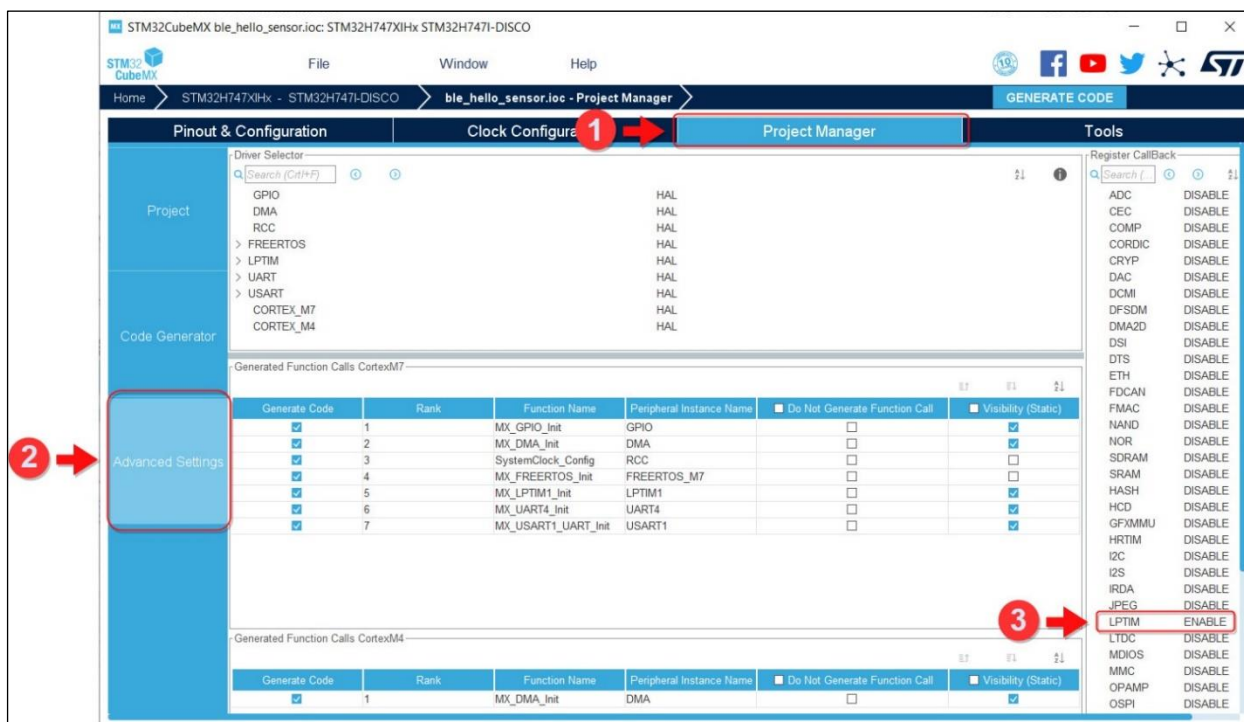 MX STM32CubeMX ble_hello_sensor.ioc: STM32H747XIHx STM32H747I-DISCO
STM32
CubeMX
File Window Help
10
Home STM32H747XIHx - STM32H747I-DISCO ble_hello_sensor.ioc - Project Manager GENERATE CODE
Pinout & Configuration Clock Configura 1 Project Manager Tools
Project
Code Generator
2 Advanced Settings
Driver Selector
Search (Crtl+F)
GPIO HAL
DMA HAL
RCC HAL
> FREERTOS HAL
> LPTIM HAL
> UART HAL
> USART HAL
CORTEX_M7 HAL
CORTEX_M4 HAL
Generated Function Calls CortexM7
Generate Code Rank Function Name Peripheral Instance Name Do Not Generate Function Call Visibility (Static)
1 MX_GPIO_Init GPIO
2 MX_DMA_Init DMA
3 SystemClock_Config RCC
4 MX_FREERTOS_Init FREERTOS_M7
5 MX_LPTIM1_Init LPTIM1
6 MX_UART4_Init UART4
7 MX_USART1_UART_Init USART1
Generated Function Calls CortexM4
Generate Code Rank Function Name Peripheral Instance Name Do Not Generate Function Call Visibility (Static)
1 MX_DMA_Init DMA
Register CallBack
Search (...
ADC DISABLE
CEC DISABLE
COMP DISABLE
CORDIC DISABLE
CRYP DISABLE
DAC DISABLE
DCMI DISABLE
DFSDM DISABLE
DMA2D DISABLE
DSI DISABLE
DTS DISABLE
ETH DISABLE
FDCAN DISABLE
FMAC DISABLE
NAND DISABLE
NOR DISABLE
SDRAM DISABLE
SRAM DISABLE
HASH DISABLE
HCD DISABLE
GFXMMU DISABLE
HRTIM DISABLE
I2C DISABLE
I2S DISABLE
IRDA DISABLE
JPEG DISABLE
3 LPTIM ENABLE
LTDC DISABLE
MDIOS DISABLE
MMC DISABLE
OPAMP DISABLE
OSPI DISABLE